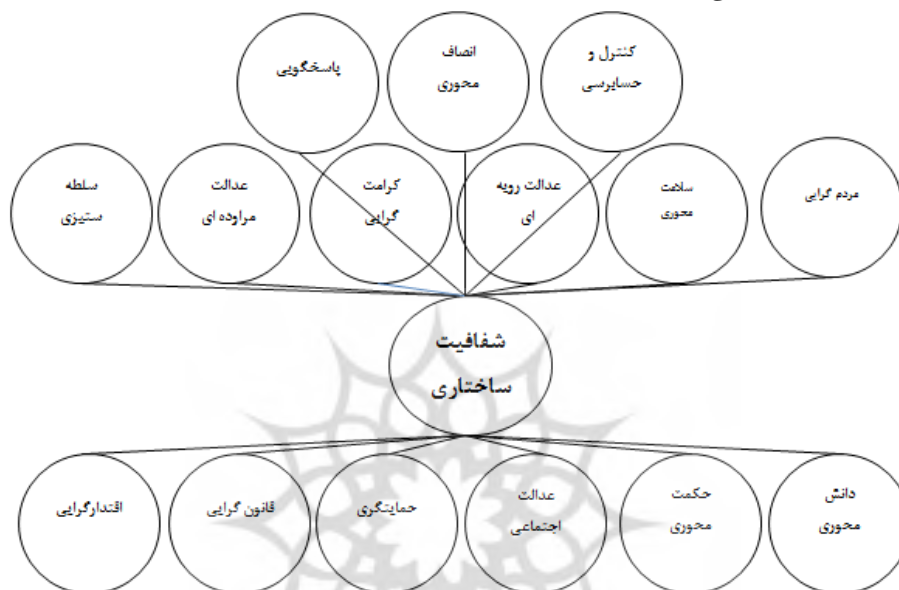 کنترل و
حسابرسی
انصاف
محوری
پاسخگویی
مردم گرایی
سلامت
محوری
عدالت رویه
ای
کرامت
گرایی
عدالت
مراوده ای
سلطه
ستیزی
شفافیت
ساختاری
دانش
محوری
حکمت
محوری
عدالت
اجتماعی
حمایتگری
قانون گرایی
اقتدارگرایی